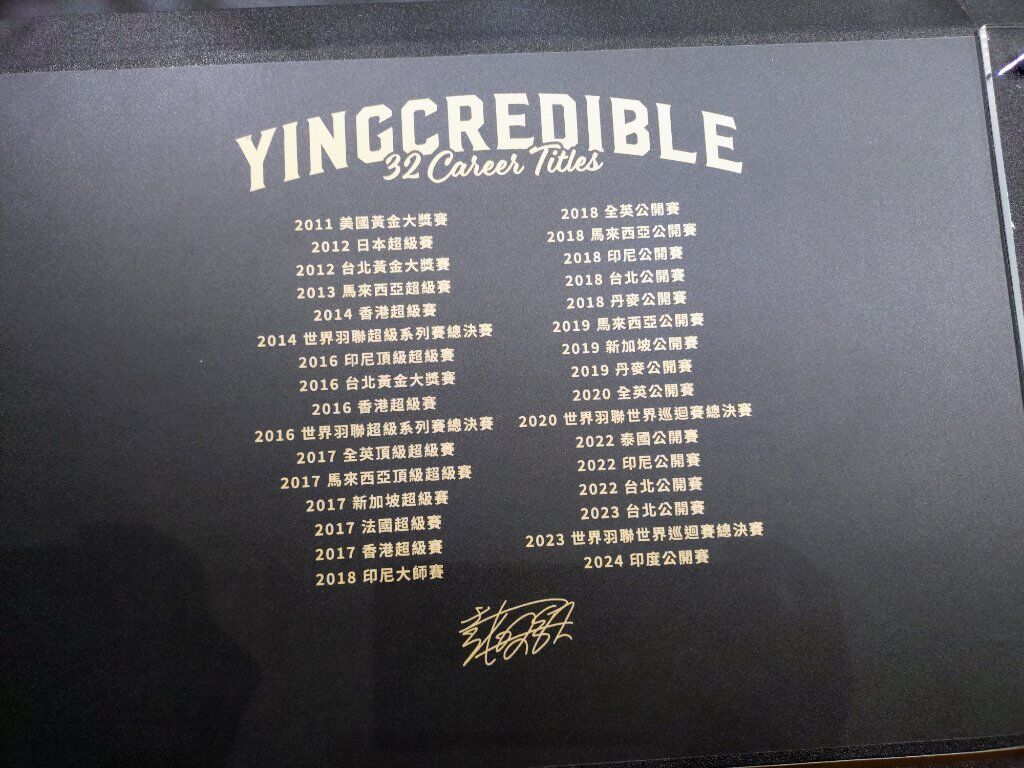 YINGCREDIBLE
32 Career Titles
2011 美國黃金大獎賽
2012 日本超級賽
2012 台北黃金大獎賽
2013 馬來西亞超級賽
2014 香港超級賽
2014 世界羽聯超級系列賽總決賽
2016 印尼頂級超級賽
2016 台北黃金大獎賽
2016 香港超級賽
2016 世界羽聯超級系列賽總決賽
2017 全英頂級超級賽
2017 馬來西亞頂級超級賽
2017 新加坡超級賽
2017 法國超級賽
2017 香港超級賽
2018 印尼大師賽
2018 全英公開賽
2018 馬來西亞公開賽
2018 印尼公開賽
2018 台北公開賽
2018 丹麥公開賽
2019 馬來西亞公開賽
2019 新加坡公開賽
2019 丹麥公開賽
2020 全英公開賽
2020 世界羽聯世界巡迴賽總決賽
2022 泰國公開賽
2022 印尼公開賽
2022 台北公開賽
2023 台北公開賽
2023 世界羽聯世界巡迴賽總決賽
2024 印度公開賽